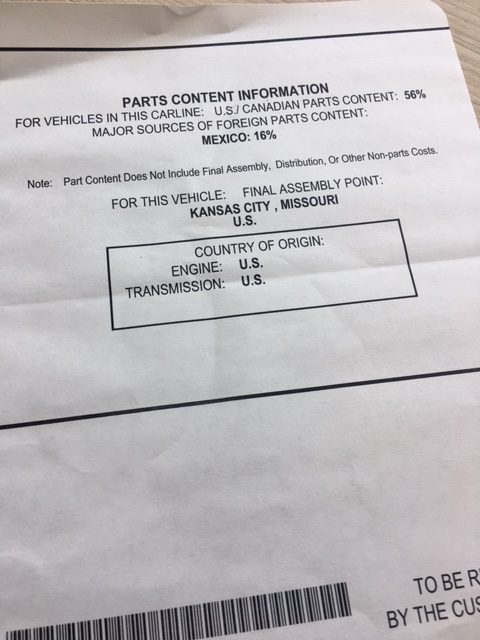 PARTS CONTENT INFORMATION
FOR VEHICLES IN THIS CARLINE: U.S./ CANADIAN PARTS CONTENT: 56%
MAJOR SOURCES OF FOREIGN PARTS CONTENT:
MEXICO: 16%
Note: Part Content Does Not Include Final Assembly, Distribution, Or Other Non-parts Costs.
FOR THIS VEHICLE: FINAL ASSEMBLY POINT:
KANSAS CITY , MISSOURI
U.S.
COUNTRY OF ORIGIN:
ENGINE: U.S.
TRANSMISSION: U.S.
TO BE
BY THE